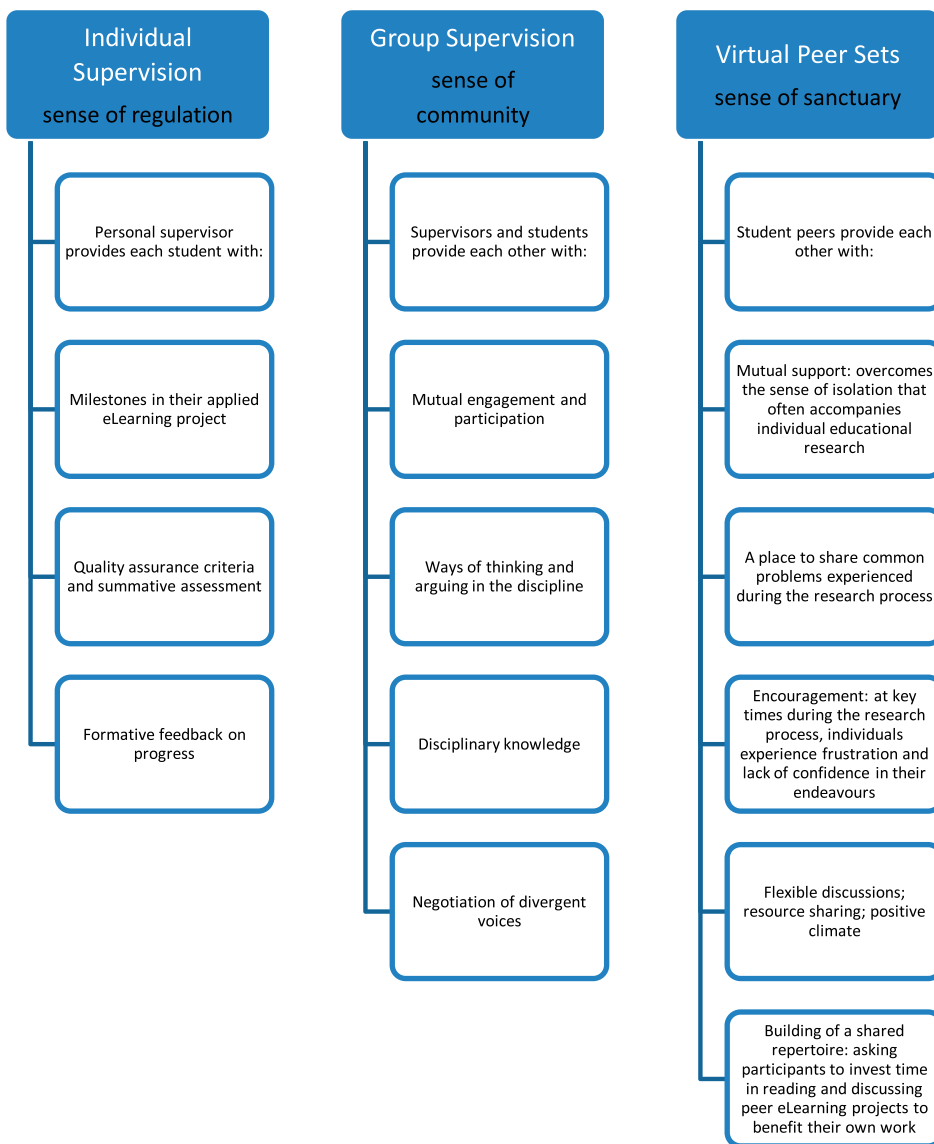 Individual
Supervision
sense of regulation
Personal supervisor
provides each student with:
Milestones in their applied
eLearning project
Quality assurance criteria
and summative assessment
Formative feedback on
progress
Group Supervision
sense of
community
Supervisors and students
provide each other with:
Mutual engagement and
participation
Ways of thinking and
arguing in the discipline
Disciplinary knowledge
Negotiation of divergent
voices
Virtual Peer Sets
sense of sanctuary
Student peers provide each
other with:
Mutual support: overcomes
the sense of isolation that
often accompanies
individual educational
research
A place to share common
problems experienced
during the research process
Encouragement: at key
times during the research
process, individuals
experience frustration and
lack of confidence in their
endeavours
Flexible discussions;
resource sharing; positive
climate
Building of a shared
repertoire: asking
participants to invest time
in reading and discussing
peer eLearning projects to
benefit their own work